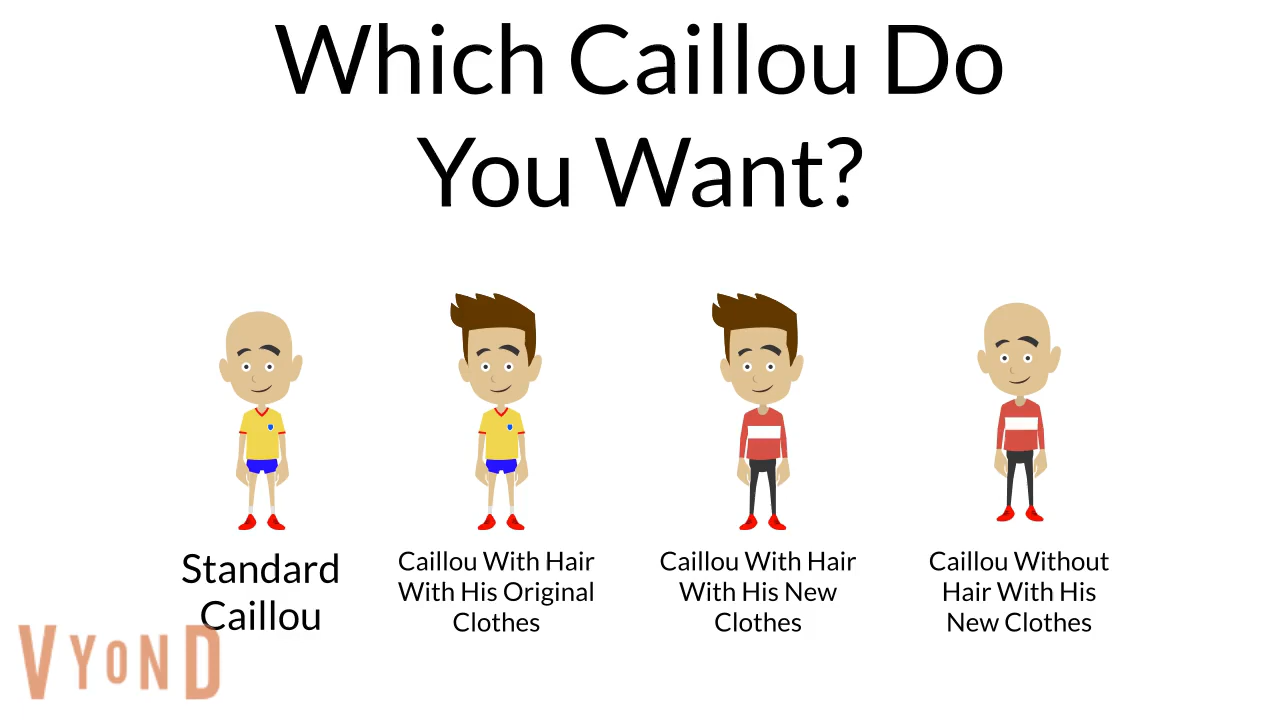 Which Caillou Do
You Want?
Standard
Caillou
Caillou With Hair
With His Original
Clothes
Caillou With Hair
With His New
Clothes
Caillou Without
Hair With His
New Clothes
VYOND